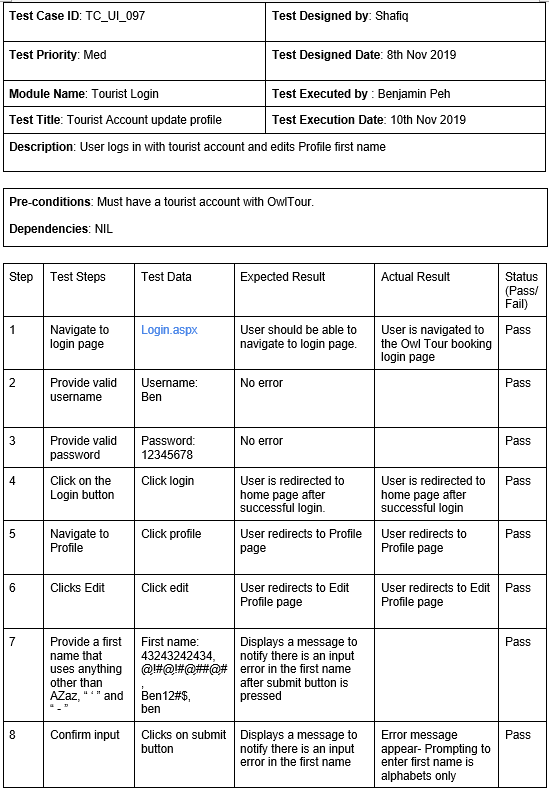 Test Case ID: TC_UI_097
Test Designed by: Shafiq
Test Priority: Med
Test Designed Date: 8th Nov 2019
Module Name: Tourist Login
Test Executed by : Benjamin Peh
Test Title: Tourist Account update profile
Test Execution Date: 10th Nov 2019
Description: User logs in with tourist account and edits Profile first name
Pre-conditions: Must have a tourist account with OwlTour.
Dependencies: NIL
Step
Test Steps
Test Data
Expected Result
Actual Result
Status
(Pass/
Fail)
1
Navigate to
login page
Login.aspx
User should be able to
navigate to login page.
User is navigated to
the Owl Tour booking
login page
Pass
2
Provide valid
username
Username:
Ben
No error
Pass
3
Provide valid
password
Password:
12345678
No error
Pass
4
Click on the
Login button
Click login
User is redirected to
home page after
successful login.
User is redirected to
home page after
successful login
Pass
5
Navigate to
Profile
Click profile
User redirects to Profile
page
User redirects to
Profile page
Pass
6
Clicks Edit
Click edit
User redirects to Edit
Profile page
User redirects to Edit
Profile page
Pass
7
Provide a first
name that
uses anything
other than
AZaz, “ ‘ ” and
“ - ”
First name:
43243242434,
@!#@!#@##@#
,
Ben12#$,
ben
Displays a message to
notify there is an input
error in the first name
after submit button is
pressed
Pass
8
Confirm input
Clicks on submit
button
Displays a message to
notify there is an input
error in the first name
Error message
appear- Prompting to
enter first name is
alphabets only
Pass